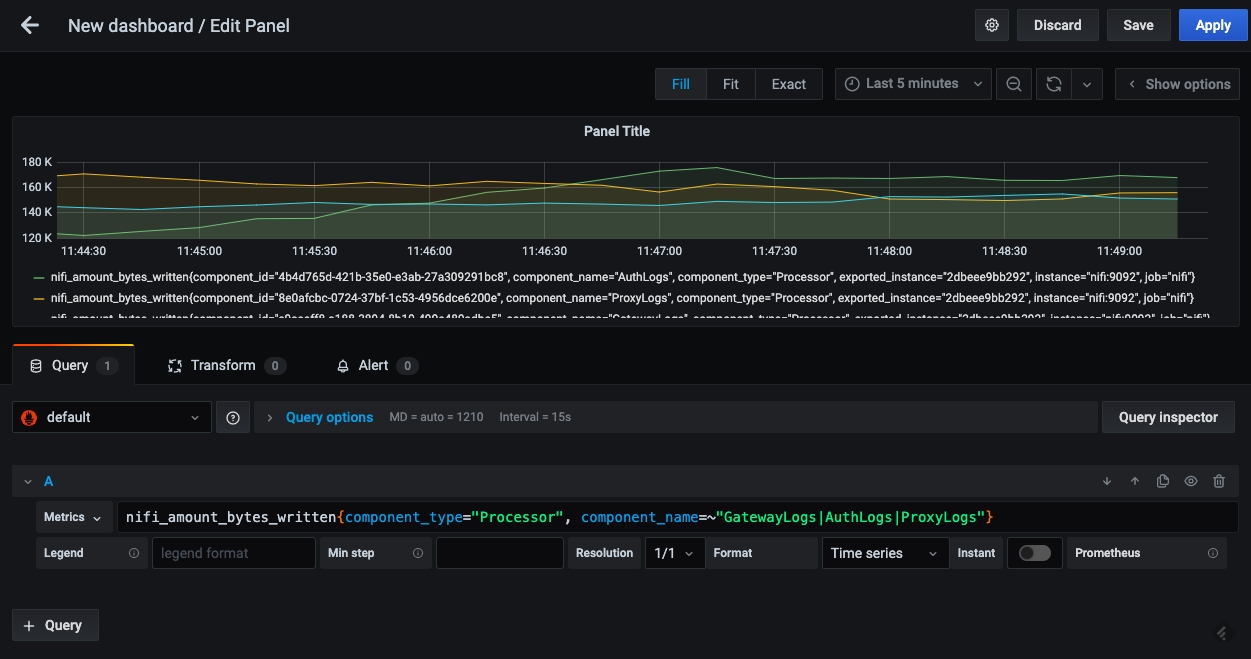 New dashboard / Edit Panel Discard Save Apply
Fill Fit Exact Last 5 minutes Show options
Panel Title
180 K
160 K
140 K
120 K
11:44:30 11:45:00 11:45:30 11:46:00 11:46:30 11:47:00 11:47:30 11:48:00 11:48:30 11:49:00
nifi_amount_bytes_written{component_id="4b4d765d-421b-35e0-e3ab-27a309291bc8", component_name="AuthLogs", component_type="Processor", exported_instance="2dbeee9bb292", instance="nifi:9092", job="nifi"}
nifi_amount_bytes_written{component_id="8e0afcbc-0724-37bf-1c53-4956dce6200e", component_name="ProxyLogs", component_type="Processor", exported_instance="2dbeee9bb292", instance="nifi:9092", job="nifi"}
Query 1 Transform 0 Alert 0
default Query options MD = auto = 1210 Interval = 15s Query inspector
A
Metrics nifi_amount_bytes_written{component_type="Processor", component_name=~"GatewayLogs|AuthLogs|ProxyLogs"}
Legend legend format Min step Resolution 1/1 Format Time series Instant Prometheus
+ Query